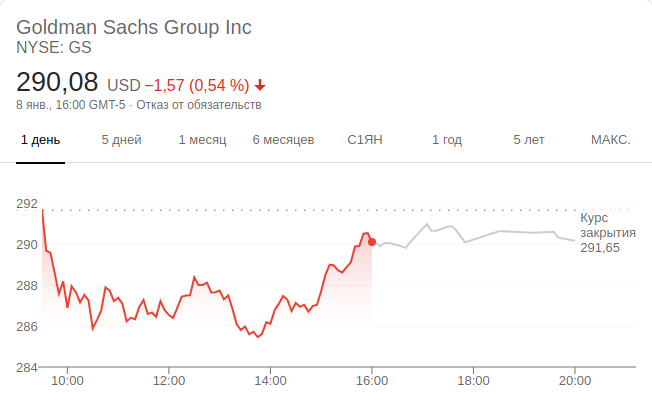 Goldman Sachs Group Inc
NYSE: GS
290,08 USD −1,57 (0,54 %)
8 янв., 16:00 GMT-5 · Отказ от обязательств
1 день 5 дней 1 месяц 6 месяцев С1ЯН 1 год 5 лет МАКС.
292
290
288
286
284
Курс
закрытия
291,65
10:00 12:00 14:00 16:00 18:00 20:00